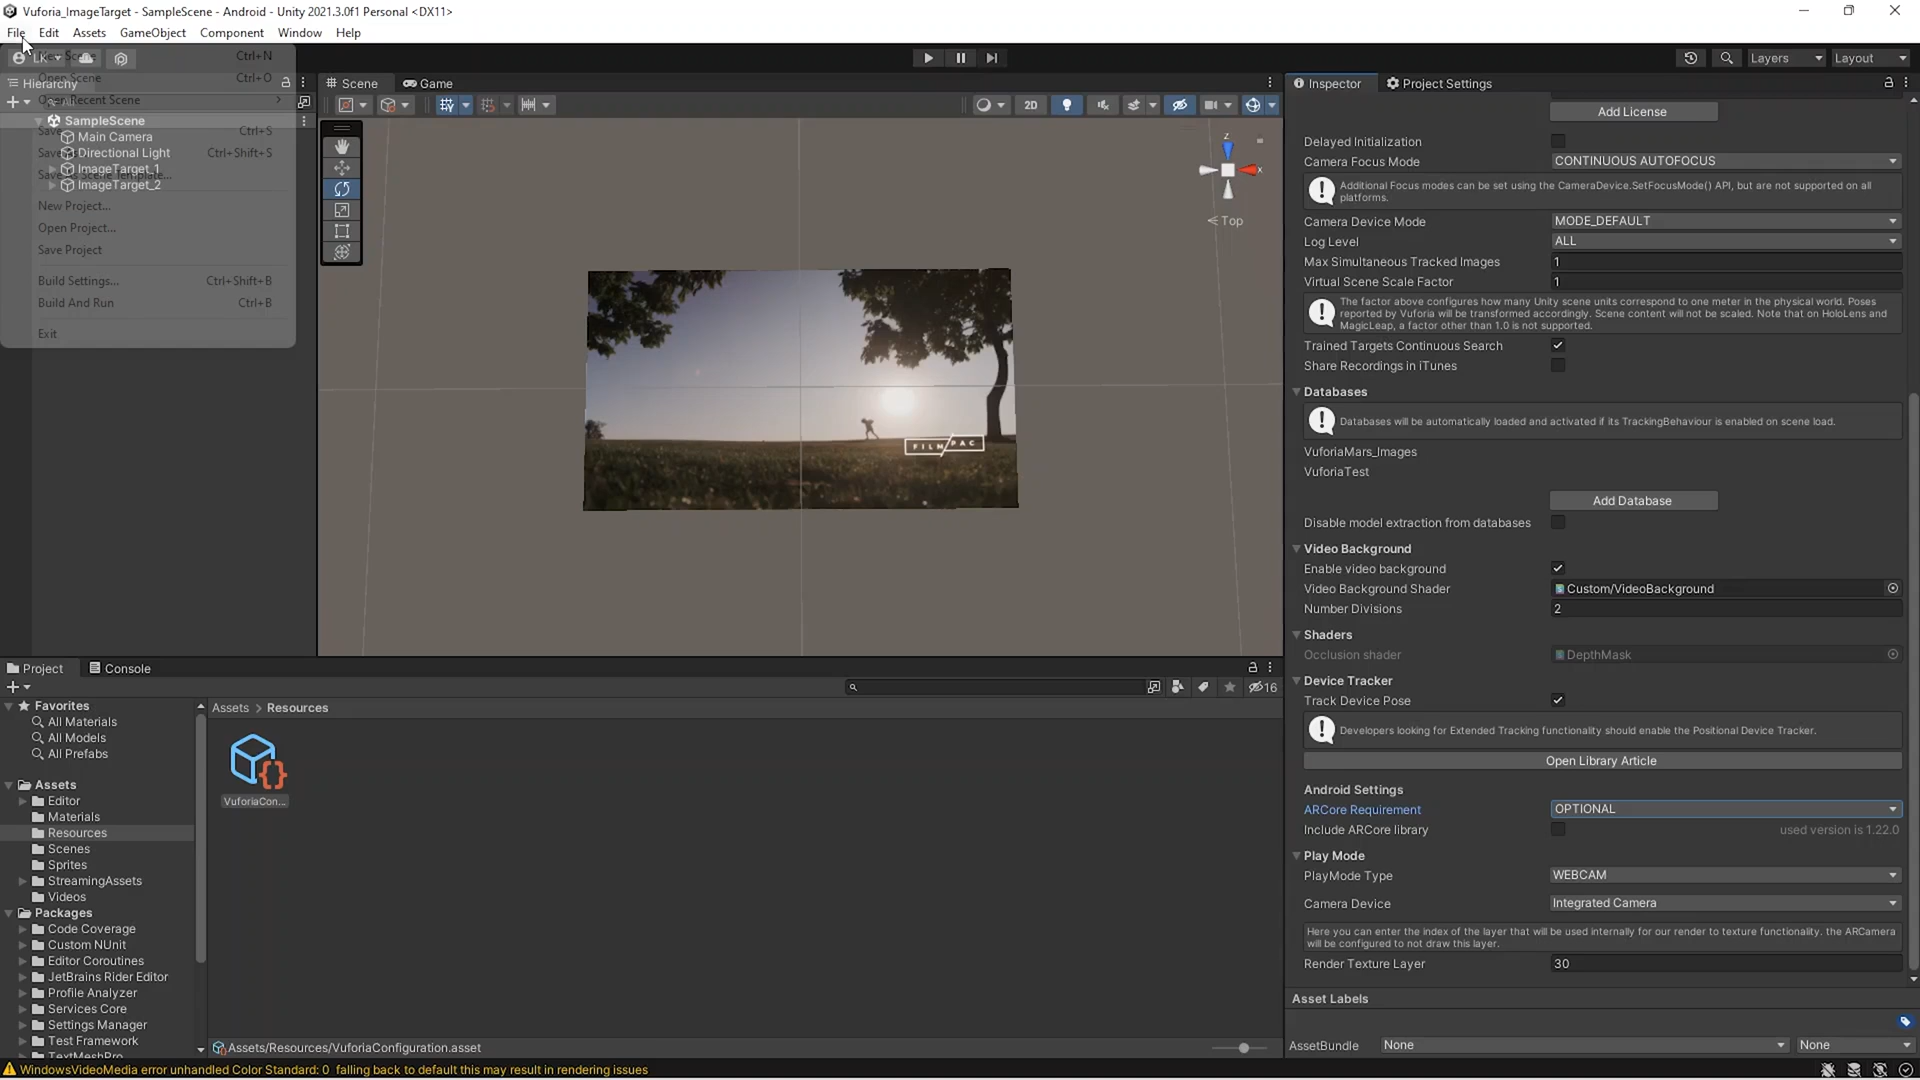 Vuforia_ImageTarget - SampleScene - Android - Unity 2021.3.0f1 Personal <DX11>
File Edit Assets GameObject Component Window Help
New Scene Ctrl+N
Open Scene Ctrl+O
Open Recent Scene
Save Ctrl+S
Save As Ctrl+Shift+S
Save As Scene Template...
New Project...
Open Project...
Save Project
Build Settings... Ctrl+Shift+B
Build And Run Ctrl+B
Exit
Hierarchy
SampleScene
Main Camera
Directional Light
ImageTarget_1
ImageTarget_2
Layers
Layout
Scene
Game
2D
z
x
Top
FILM PAC
Inspector
Project Settings
Add License
Delayed Initialization
Camera Focus Mode CONTINUOUS AUTOFOCUS
Additional Focus modes can be set using the CameraDevice.SetFocusMode() API, but are not supported on all
platforms.
Camera Device Mode MODE_DEFAULT
Log Level ALL
Max Simultaneous Tracked Images 1
Virtual Scene Scale Factor 1
The factor above configures how many Unity scene units correspond to one meter in the physical world. Poses
reported by Vuforia will be transformed accordingly. Scene content will not be scaled. Note that on HoloLens and
MagicLeap, a factor other than 1.0 is not supported.
Trained Targets Continuous Search
Share Recordings in iTunes
Databases
Databases will be automatically loaded and activated if its TrackingBehaviour is enabled on scene load.
VuforiaMars_Images
VuforiaTest
Add Database
Disable model extraction from databases
Video Background
Enable video background
Video Background Shader Custom/VideoBackground
Number Divisions 2
Shaders
Occlusion shader DepthMask
Device Tracker
Track Device Pose
Developers looking for Extended Tracking functionality should enable the Positional Device Tracker.
Open Library Article
Android Settings
ARCore Requirement OPTIONAL
Include ARCore library used version is 1.22.0
Play Mode
PlayMode Type WEBCAM
Camera Device Integrated Camera
Here you can enter the index of the layer that will be used internally for our render to texture functionality. the ARCamera
will be configured to not draw this layer.
Render Texture Layer 30
Asset Labels
AssetBundle None None
Project
Console
16
Favorites
All Materials
All Models
All Prefabs
Assets
Editor
Materials
Resources
Scenes
Sprites
StreamingAssets
Videos
Packages
Code Coverage
Custom NUnit
Editor Coroutines
JetBrains Rider Editor
Profile Analyzer
Services Core
Settings Manager
Test Framework
TextMeshPro
Assets > Resources
VuforiaCon...
Assets/Resources/VuforiaConfiguration.asset
WindowsVideoMedia error unhandled Color Standard: 0 falling back to default this may result in rendering issues